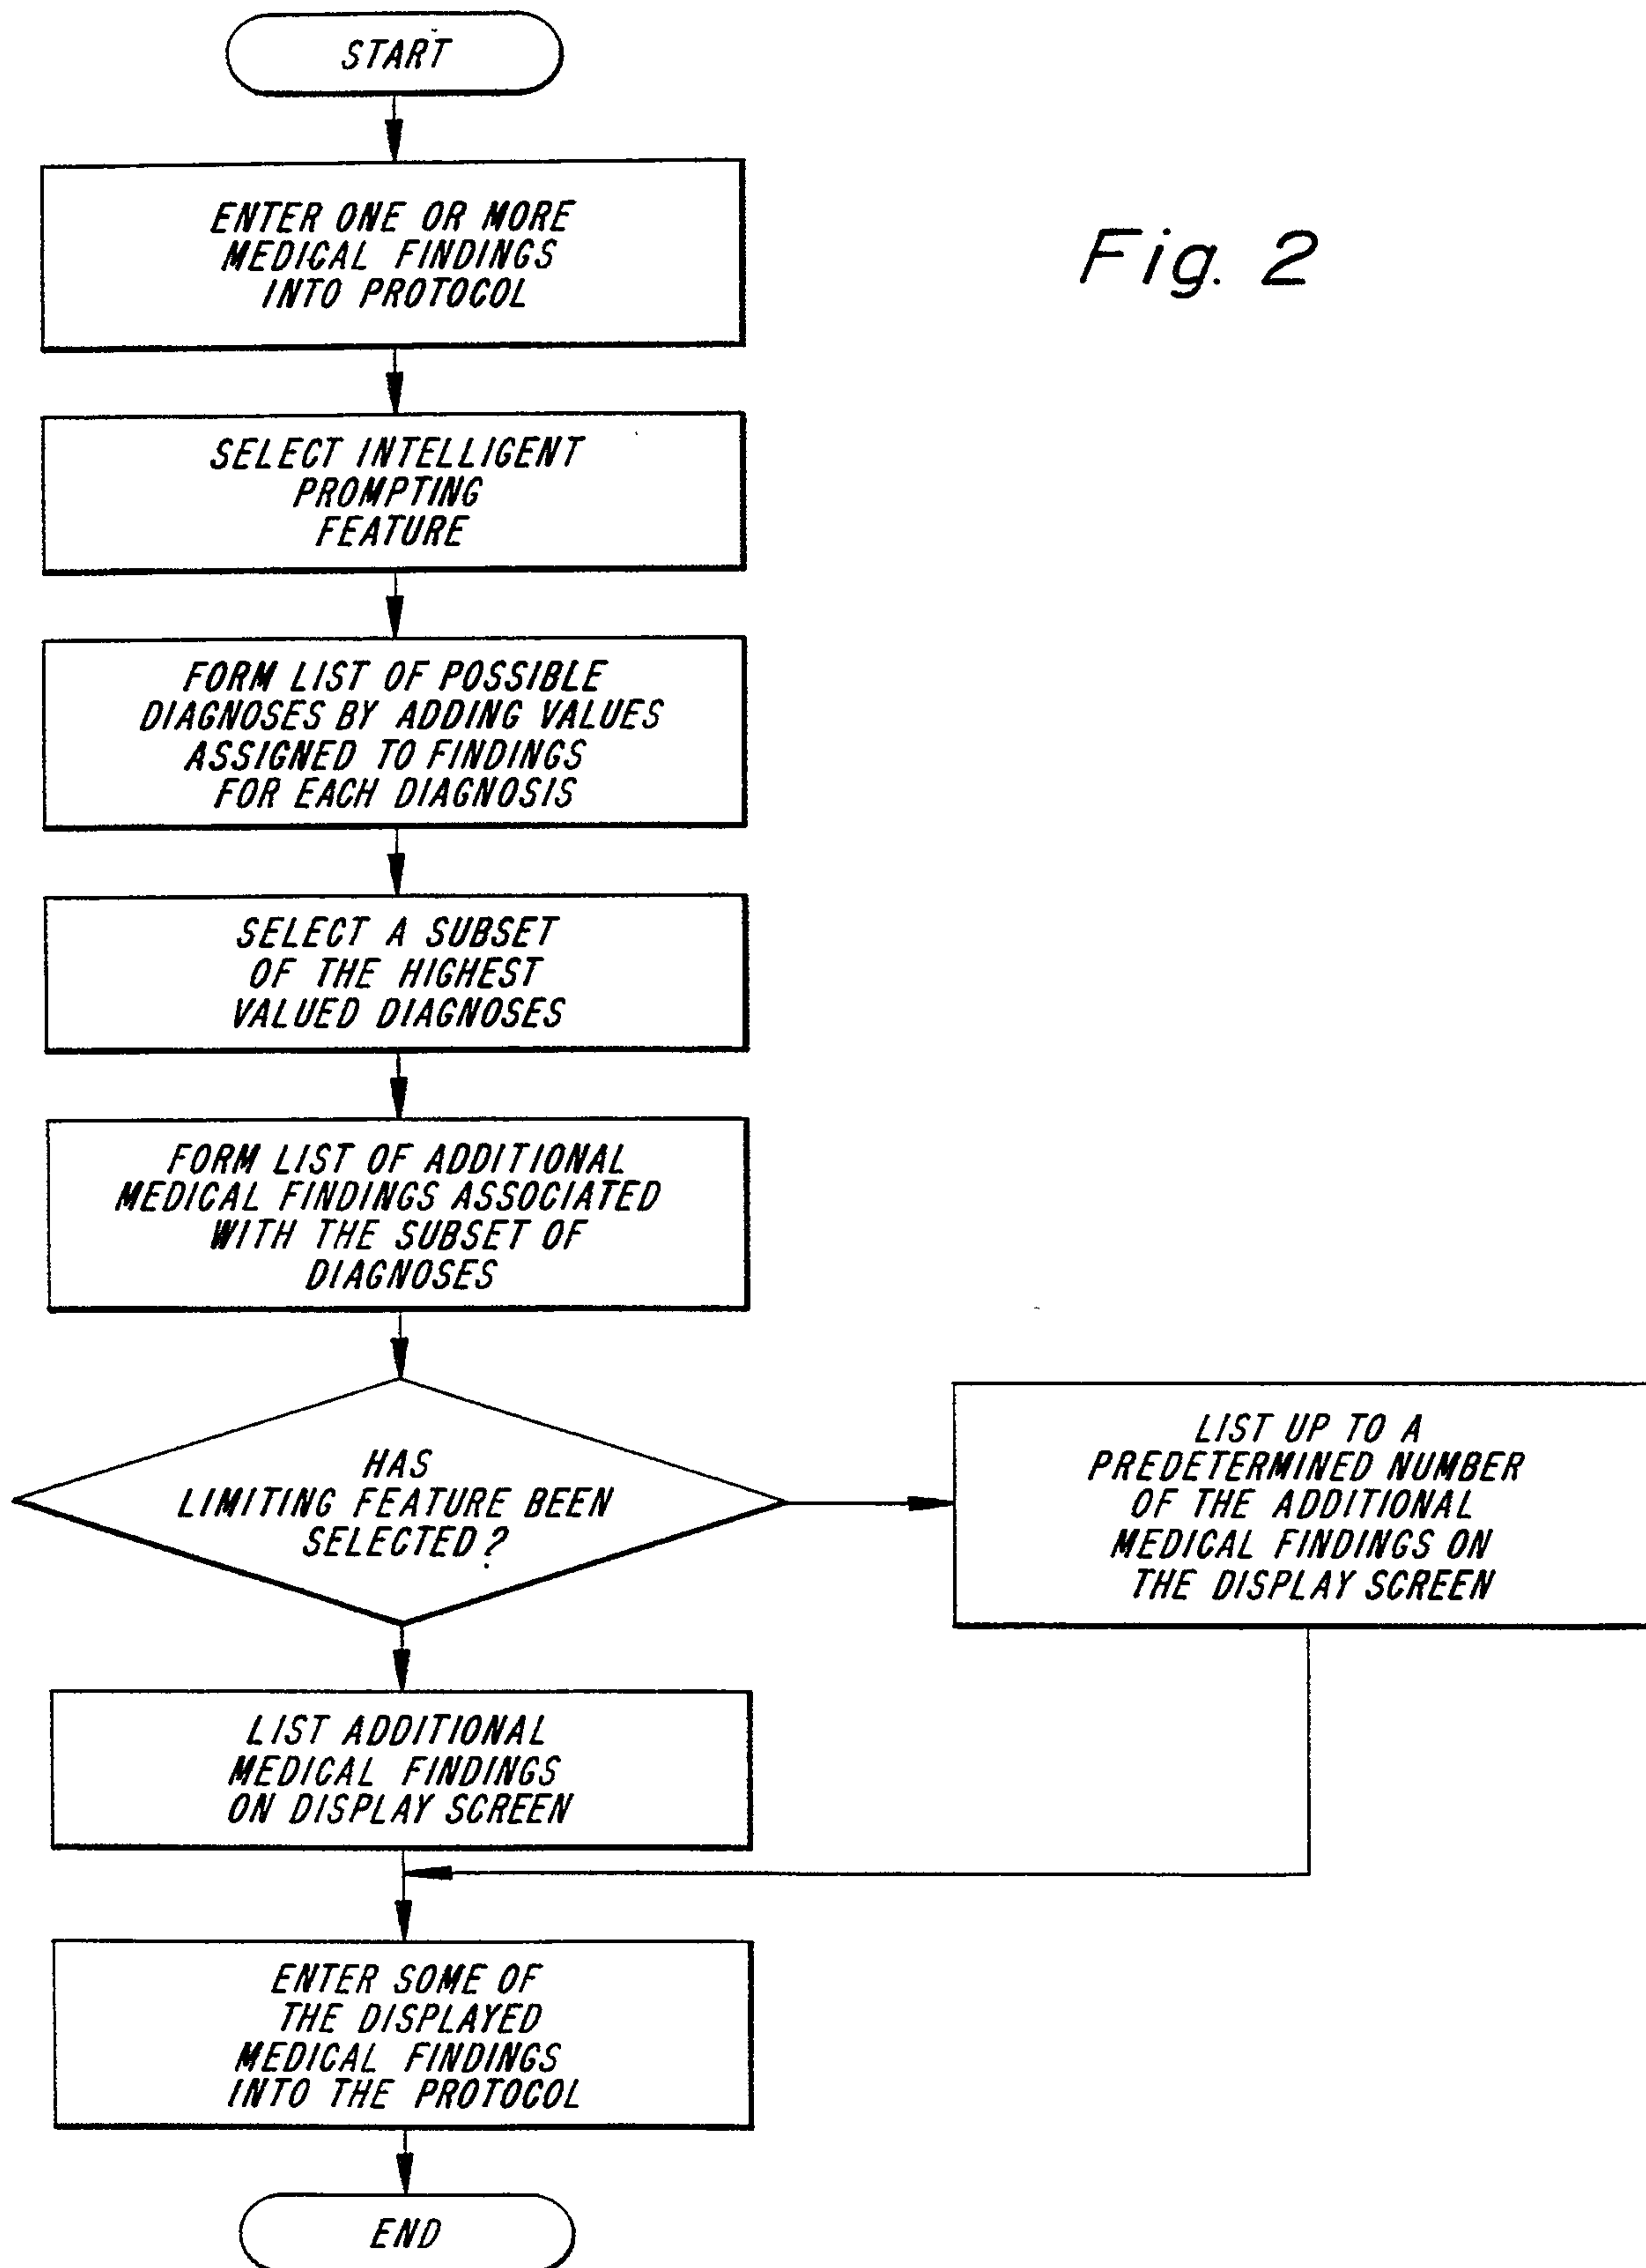 START
ENTER ONE OR MORE
MEDICAL FINDINGS
INTO PROTOCOL
Fig. 2
SELECT INTELLIGENT
PROMPTING
FEATURE
FORM LIST OF POSSIBLE
DIAGNOSES BY ADDING VALUES
ASSIGNED TO FINDINGS
FOR EACH DIAGNOSIS
SELECT A SUBSET
OF THE HIGHEST
VALUED DIAGNOSES
FORM LIST OF ADDITIONAL
MEDICAL FINDINGS ASSOCIATED
WITH THE SUBSET OF
DIAGNOSES
HAS
LIMITING FEATURE BEEN
SELECTED?
LIST UP TO A
PREDETERMINED NUMBER
OF THE ADDITIONAL
MEDICAL FINDINGS ON
THE DISPLAY SCREEN
LIST ADDITIONAL
MEDICAL FINDINGS
ON DISPLAY SCREEN
ENTER SOME OF
THE DISPLAYED
MEDICAL FINDINGS
INTO THE PROTOCOL
END